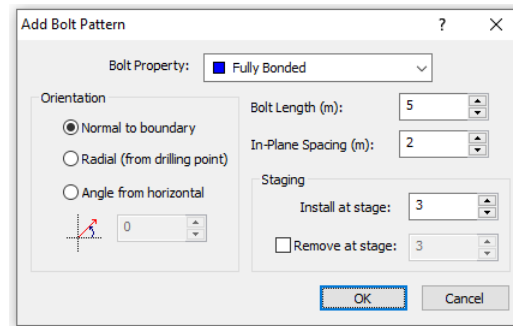 Add Bolt Pattern ?
Bolt Property: Fully Bonded
Orientation
Normal to boundary
Radial (from drilling point)
Angle from horizontal
0
Bolt Length (m): 5
In-Plane Spacing (m): 2
Staging
Install at stage: 3
Remove at stage: 3
OK Cancel